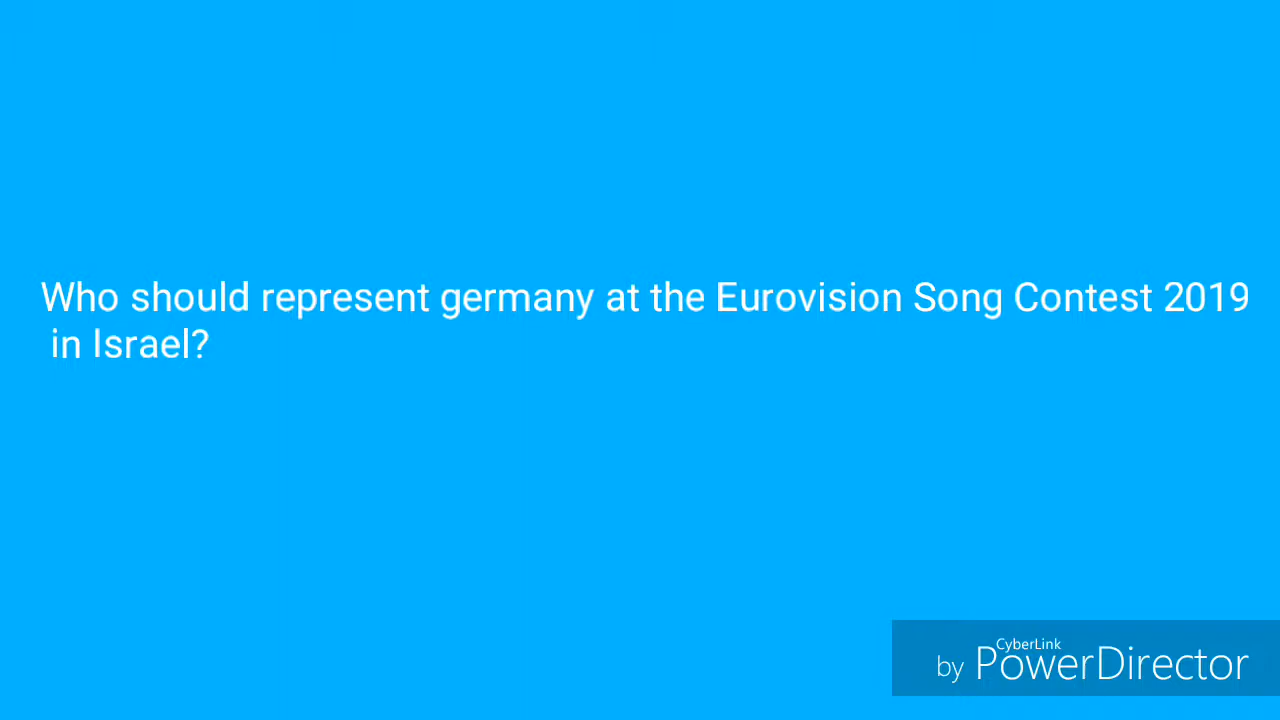 Who should represent germany at the Eurovision Song Contest 2019
in Israel?
CyberLink
by PowerDirector